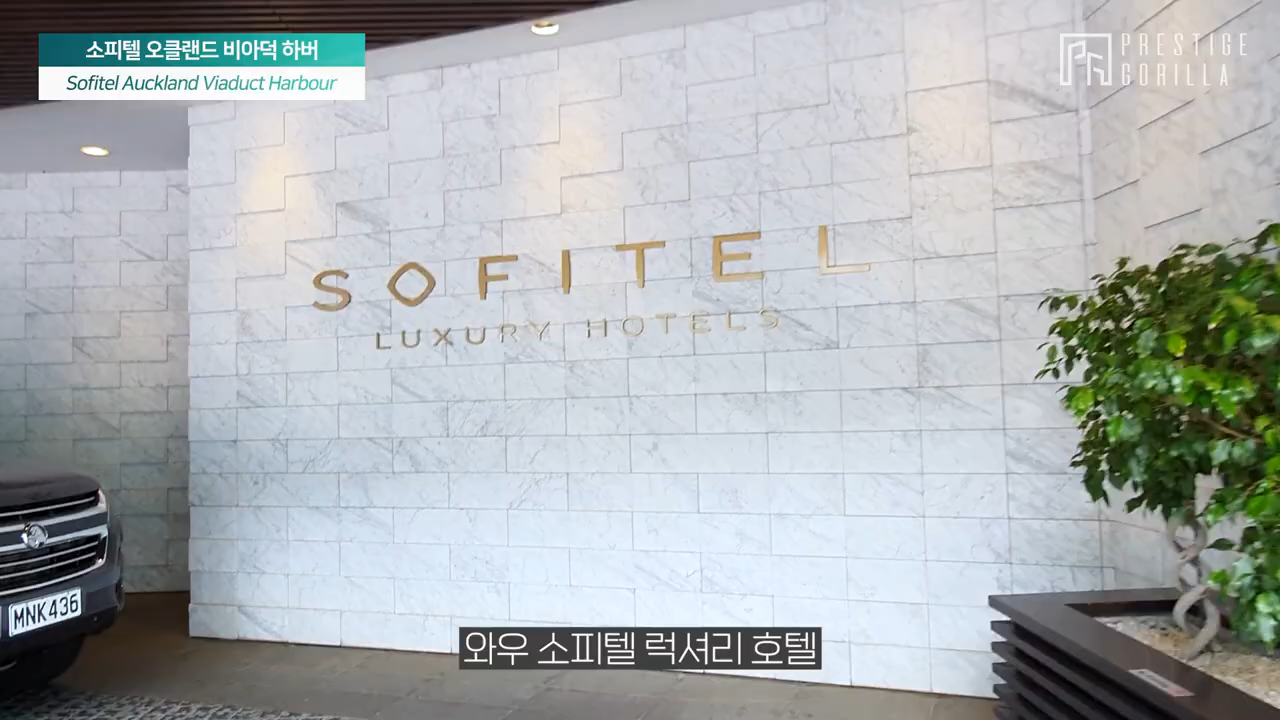 소피텔 오클랜드 비아덕 하버
Sofitel Auckland Viaduct Harbour
PRESTIGE
GORILLA
SOFITEL
LUXURY HOTELS
MNK436
와우 소피텔 럭셔리 호텔